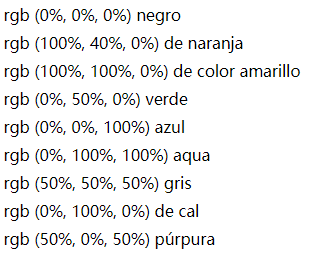 rgb (0%, 0%, 0%) negro
rgb (100%, 40%, 0%) de naranja
rgb (100%, 100%, 0%) de color amarillo
rgb (0%, 50%, 0%) verde
rgb (0%, 0%, 100%) azul
rgb (0%, 100%, 100%) aqua
rgb (50%, 50%, 50%) gris
rgb (0%, 100%, 0%) de cal
rgb (50%, 0%, 50%) púrpura